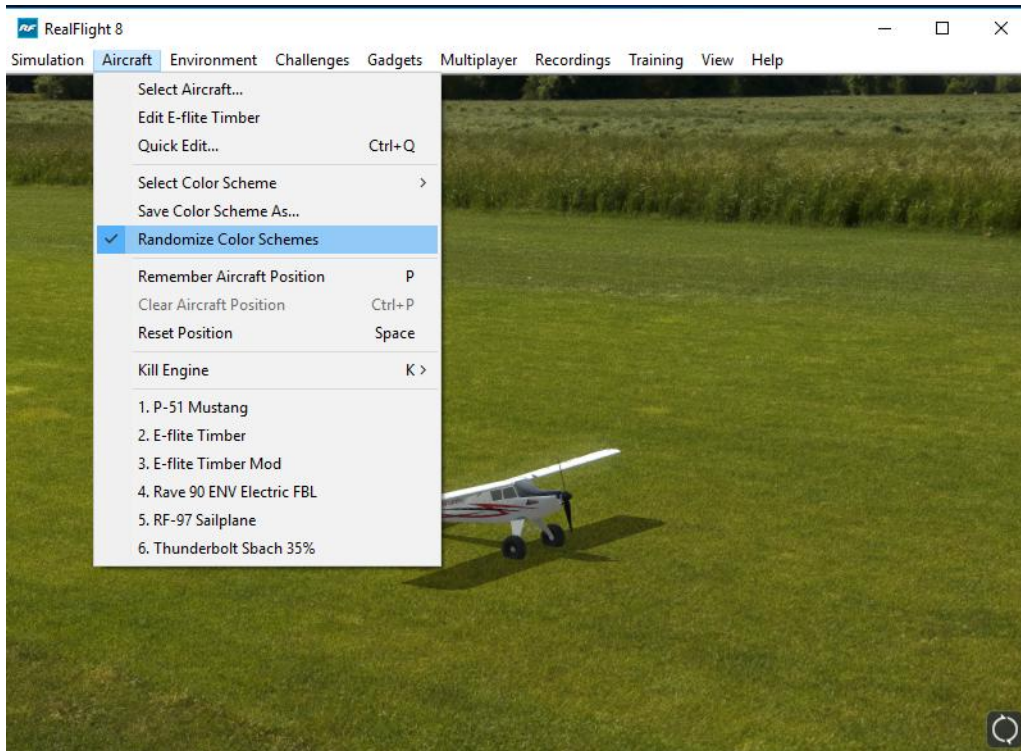 RF RealFlight 8
Simulation Aircraft Environment Challenges Gadgets Multiplayer Recordings Training View Help
Select Aircraft...
Edit E-flite Timber
Quick Edit... Ctrl+Q
Select Color Scheme
Save Color Scheme As...
Randomize Color Schemes
Remember Aircraft Position P
Clear Aircraft Position Ctrl+P
Reset Position Space
Kill Engine K
1. P-51 Mustang
2. E-flite Timber
3. E-flite Timber Mod
4. Rave 90 ENV Electric FBL
5. RF-97 Sailplane
6. Thunderbolt Sbach 35%